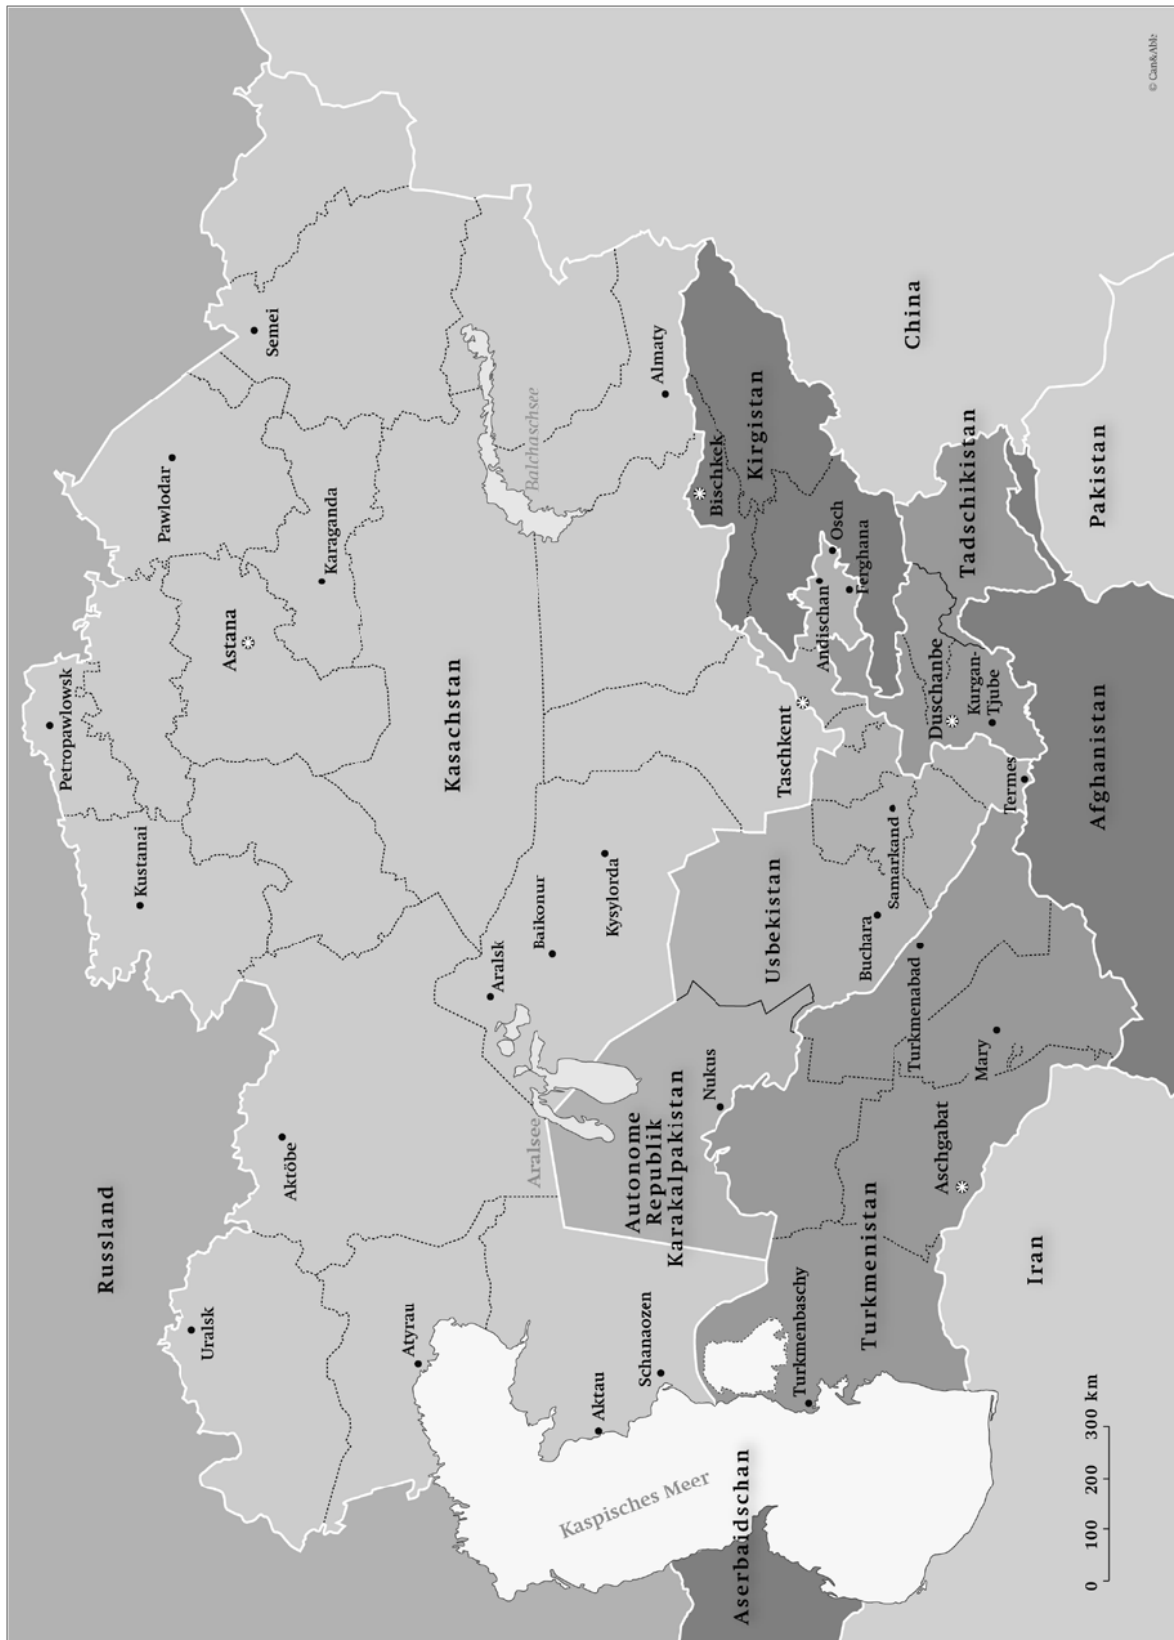 Russland
Petropawlowsk
Kustanai
Pawlodar
Semei
Astana
Karaganda
Uralsk
Aktöbe
Atyrau
Kasachstan
Balchaschsee
Aralsk
Aralsee
Baikonur
Kysylorda
Almaty
Aktau
Schanaozen
Kaspisches Meer
Autonome
Republik
Karakalpakistan
Nukus
Usbekistan
Taschkent
Bischkek
Kirgistan
Andischan
Osch
Ferghana
China
Aserbaidschan
Turkmenbaschy
Turkmenistan
Buchara
Samarkand
Turkmenabad
Duschanbe
Kurgan-
Tjube
Tadschikistan
Aschgabat
Mary
Termes
Iran
Afghanistan
Pakistan
0 100 200 300 km
© Can&Able